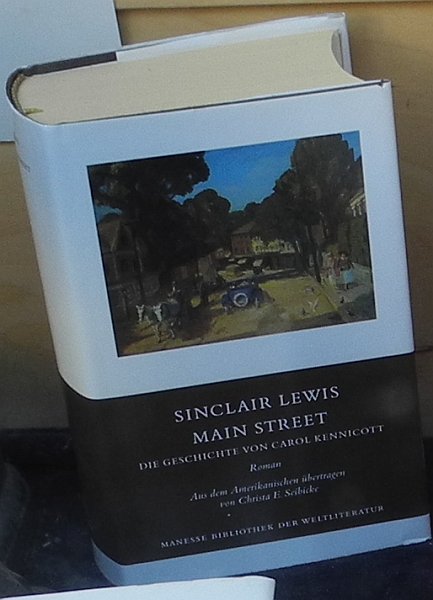 SINCLAIR LEWIS
MAIN STREET
DIE GESCHICHTE VON CAROL KENNICOTT
Roman
Aus dem Amerikanischen übertragen
von Christa E. Seibicke
MANESSE BIBLIOTHEK DER WELTLITERATUR